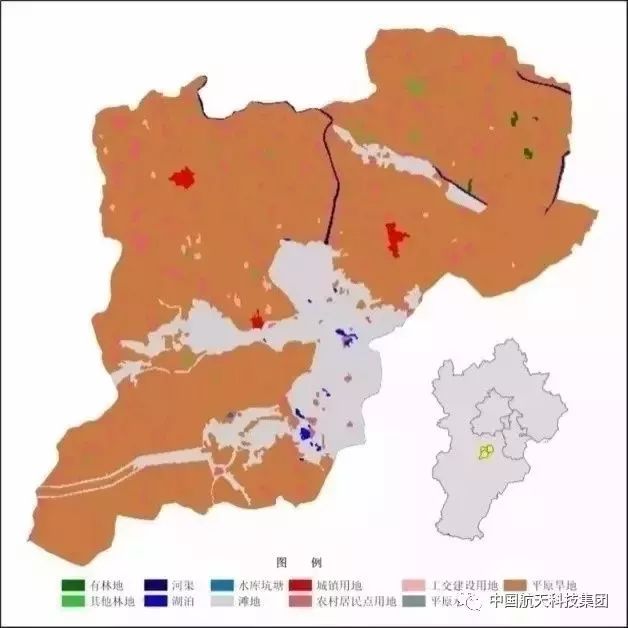 图 例
有林地 河渠 水库坑塘 城镇用地 工交建设用地 平原旱地
其他林地 湖泊 滩地 农村居民点用地 平原
中国航天科技集团